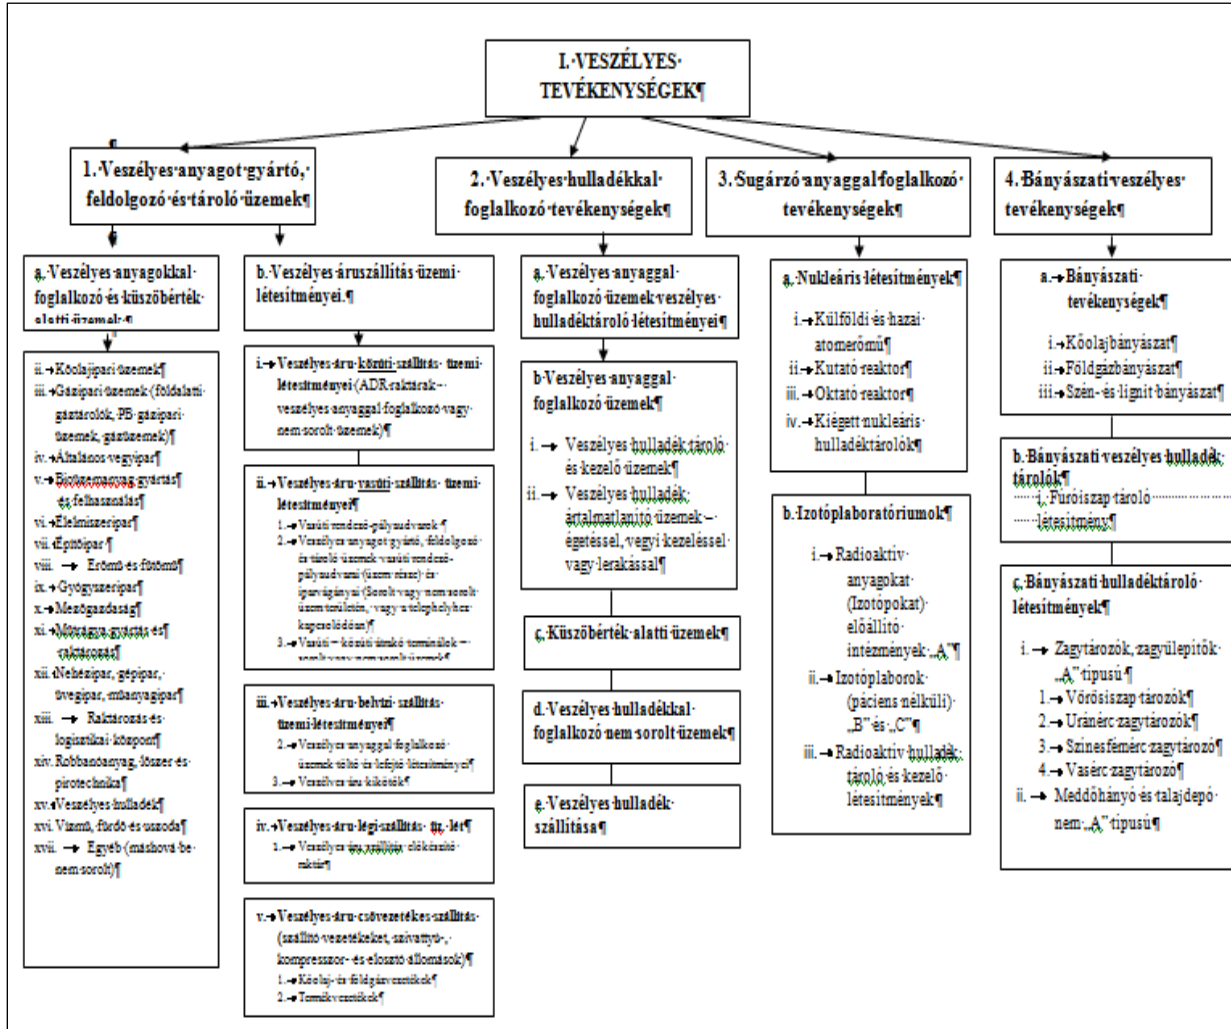 I. VESZÉLYES
TEVÉKENYSÉGEK¶
¶
1. Veszélyes anyagot gyártó,
feldolgozó és tároló üzemek¶
¶
a. Veszélyes anyagokkal
foglalkozó és küszöbérték
alatti üzemek
ii.→Kőolajipari üzemek¶
iii.→Gázipari üzemek (földalatti
gáztárolók, PB gázipari
üzemek, gázüzemek)¶
iv.→Általános vegyipar¶
v.→Bioüzemanyag gyártás¶
és felhasználás¶
vi. Élelmiszeripar¶
vii. Építőipar ¶
viii. → Erőmű és fűtőmű¶
ix.→Gyógyszeripar¶
x.→Mezőgazdaság¶
xi.→Műtrágya gyártás és
raktározás¶
xii. Nehézipar, gépipar,
üvegipar, műanyagipar¶
xiii. → Raktározás és
logisztikai központ¶
xiv. Robbanóanyag, lőszer és
pirotechnika¶
xv.→Veszélyes hulladék¶
xvi. Vízmű, fürdő és uszoda¶
xvii. → Egyéb (máshová be
nem sorolt)¶
b. Veszélyes áruszállítás üzemi
létesítményei.¶
i.→Veszélyes áru közúti szállítás üzemi
létesítményei (ADR raktárak –
veszélyes anyaggal foglalkozó vagy
nem sorolt üzemek)¶
ii.→Veszélyes áru vasúti szállítás üzemi
létesítményei¶
1.→Vasúti rendező-pályaudvarok ¶
2.→Veszélyes anyagot gyártó, feldolgozó
és tároló üzemek vasúti rendező-
pályaudvarai (üzem része) és
iparvágányai (Sorolt vagy nem sorolt
üzem területén, vagy a telephelyhez
kapcsolódóan)¶
3.→Vasúti – közúti átrakó terminálok –
sorolt vagy nem sorolt üzemek¶
iii.→Veszélyes áru belvízi szállítás
üzemi létesítményei¶
2.→Veszélyes anyaggal foglalkozó
üzemek töltő és lefejtő létesítményei¶
3.→Veszélyes áru kikötők¶
iv.→Veszélyes áru légi szállítás üz. lét¶
1.→Veszélyes áru szállítás előkészítő
raktár¶
v.→Veszélyes áru csővezetékes szállítás
(szállító vezetékeket, szivattyú-,
kompresszor- és elosztó állomások)¶
1.→Kőolaj- és földgázvezetékek¶
2.→Termékvezetékek¶
2. Veszélyes hulladékkal
foglalkozó tevékenységek¶
a. Veszélyes anyaggal
foglalkozó üzemek veszélyes
hulladéktároló létesítményei¶
b Veszélyes anyaggal
foglalkozó üzemek¶
i.→ Veszélyes hulladék tároló
és kezelő üzemek¶
ii.→ Veszélyes hulladék
ártalmatlanító üzemek –
égetéssel, vegyi kezeléssel
vagy lerakással¶
c. Küszöbérték alatti üzemek¶
d. Veszélyes hulladékkal
foglalkozó nem sorolt üzemek¶
e. Veszélyes hulladék
szállítása¶
3. Sugárzó anyaggal foglalkozó
tevékenységek¶
a. Nukleáris létesítmények¶
i.→Külföldi és hazai
atomerőmű¶
ii.→Kutató reaktor¶
iii.→Oktató reaktor¶
iv.→Kiégett nukleáris
hulladéktárolók¶
b. Izotóplaboratóriumok¶
i.→Radioaktív
anyagokat
(Izotópokat)
előállító
intézmények „A”¶
ii.→Izotóplaborok
(páciens nélküli)
„B” és „C”¶
iii.→Radioaktív hulladék
tároló és kezelő
létesítmények¶
4. Bányászati veszélyes
tevékenységek¶
a.→Bányászati
tevékenységek¶
i.→Kőolajbányászat¶
ii.→Földgázbányászat¶
iii.→Szén- és lignit bányászat¶
b. Bányászati veszélyes hulladék
tárolók¶
i. Fúróiszap tároló
létesítmény¶
c. Bányászati hulladéktároló
létesítmények¶
i.→ Zagytározók, zagyülepítők
„A” típusú¶
1.→Vörösiszap tározók¶
2.→Uránérc zagytározók¶
3.→Színesfémérc zagytározó¶
4.→Vasérc zagytározó¶
ii.→ Meddőhányó és talajdepó
nem „A” típusú¶